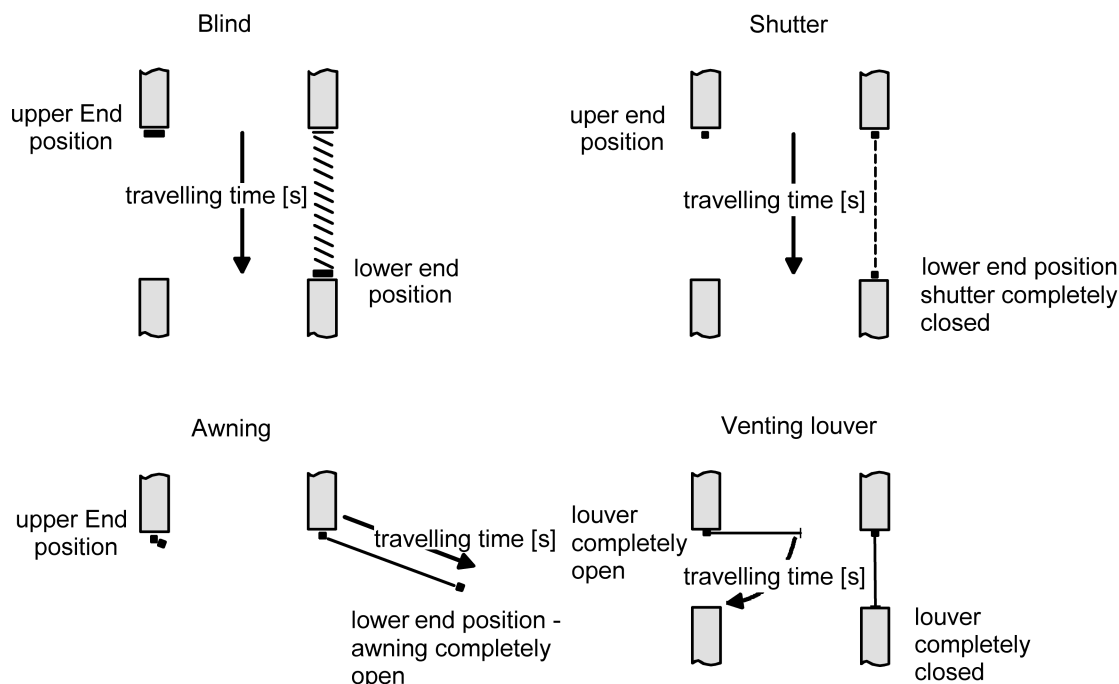 Blind
upper End
position
travelling time [s]
lower end
position
Shutter
uper end
position
travelling time [s]
lower end position
shutter completely
closed
Awning
upper End
position
travelling time [s]
lower end position -
awning completely
open
Venting louver
louver
completely
open
travelling time [s]
louver
completely
closed